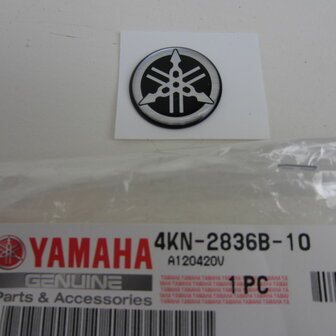 YAMAHA 4KN-2836B-10
A120420V
GENUINE 1 PC
Parts & Accessories